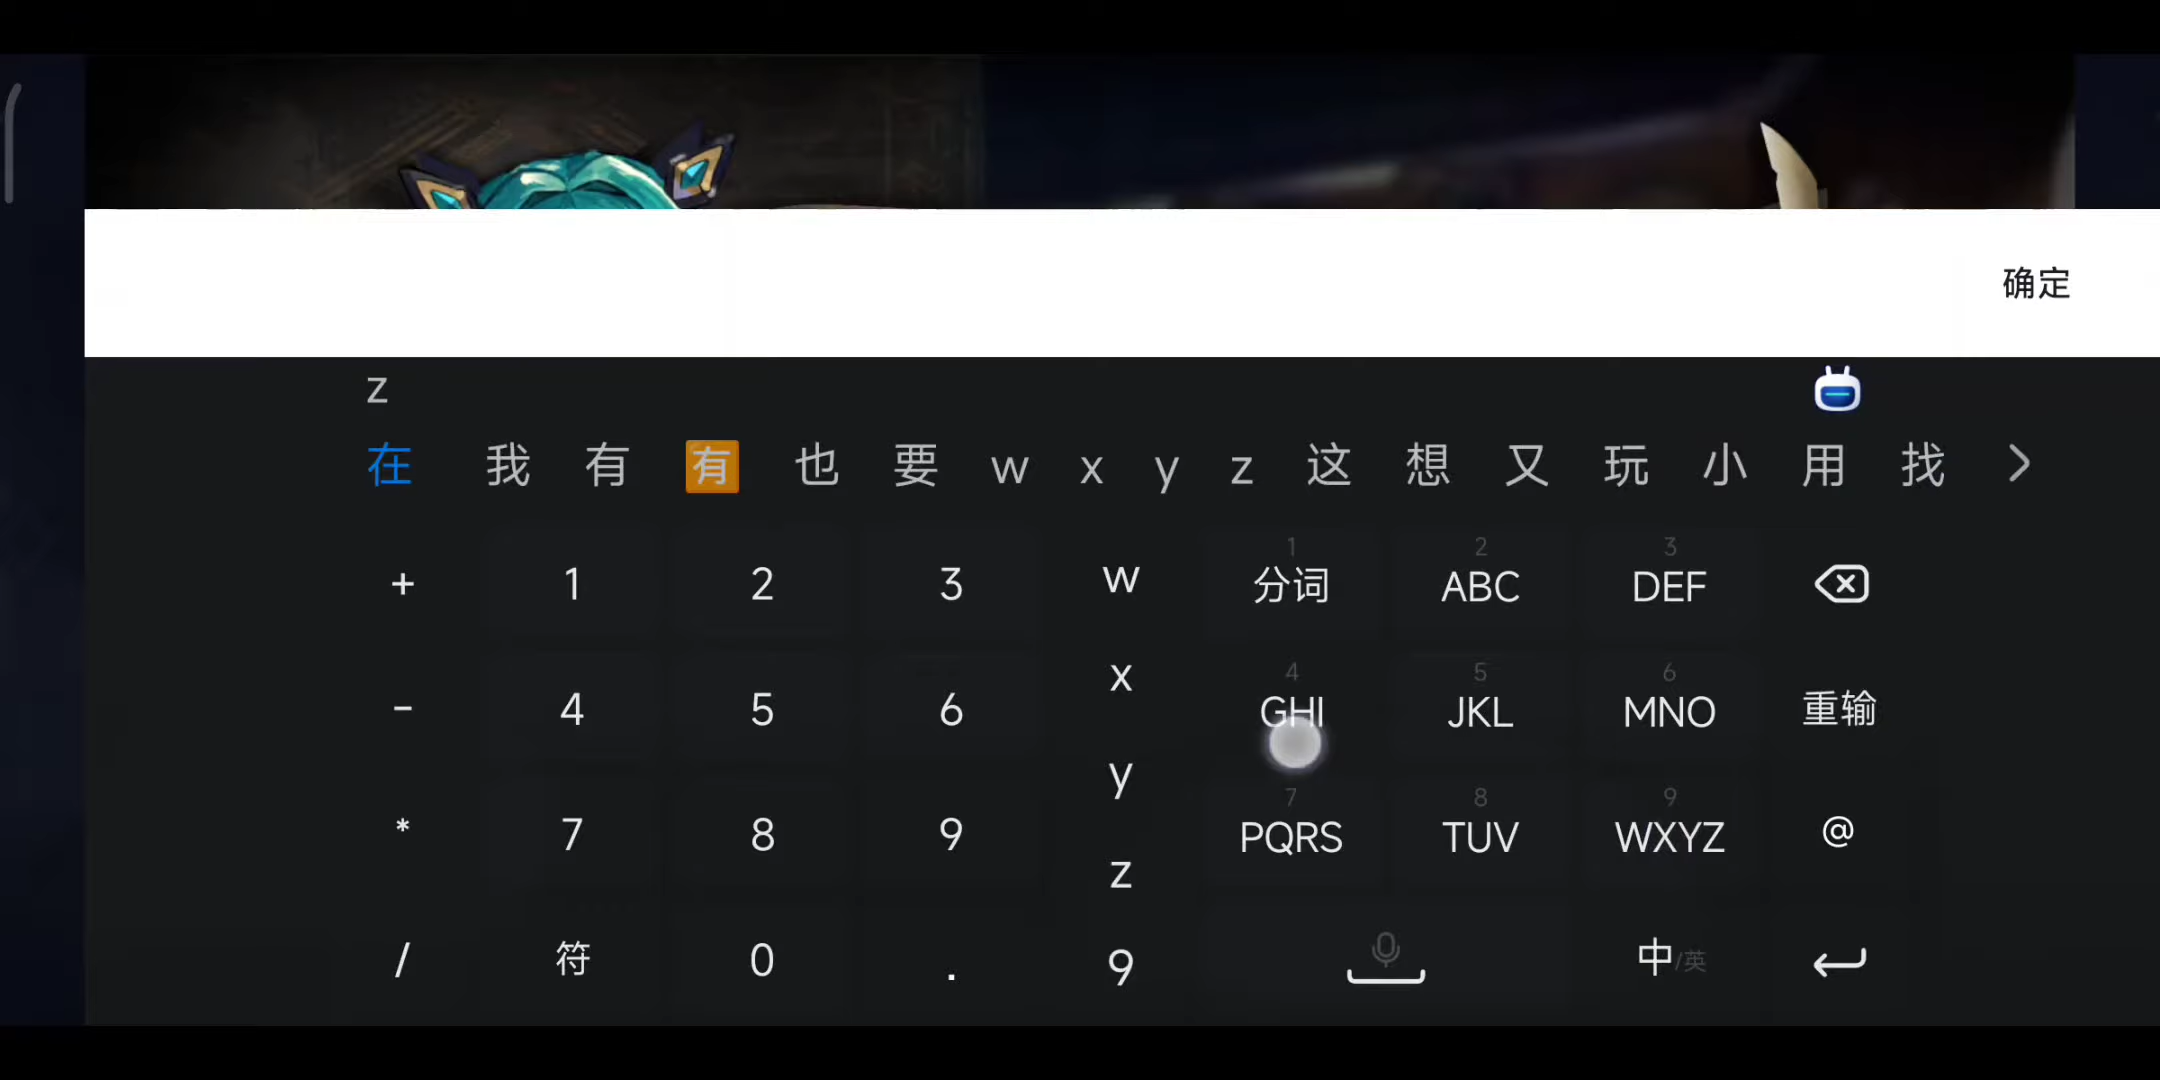 确定
z
在 我 有 有 也 要 w x y z 这 想 又 玩 小 用 找
+ 1 2 3 w 1 分词 2 ABC 3 DEF
- 4 5 6 x 4 GHI 5 JKL 6 MNO 重输
* 7 8 9 y 7 PQRS 8 TUV 9 WXYZ @
z
/ 符 0 . 9 中/英